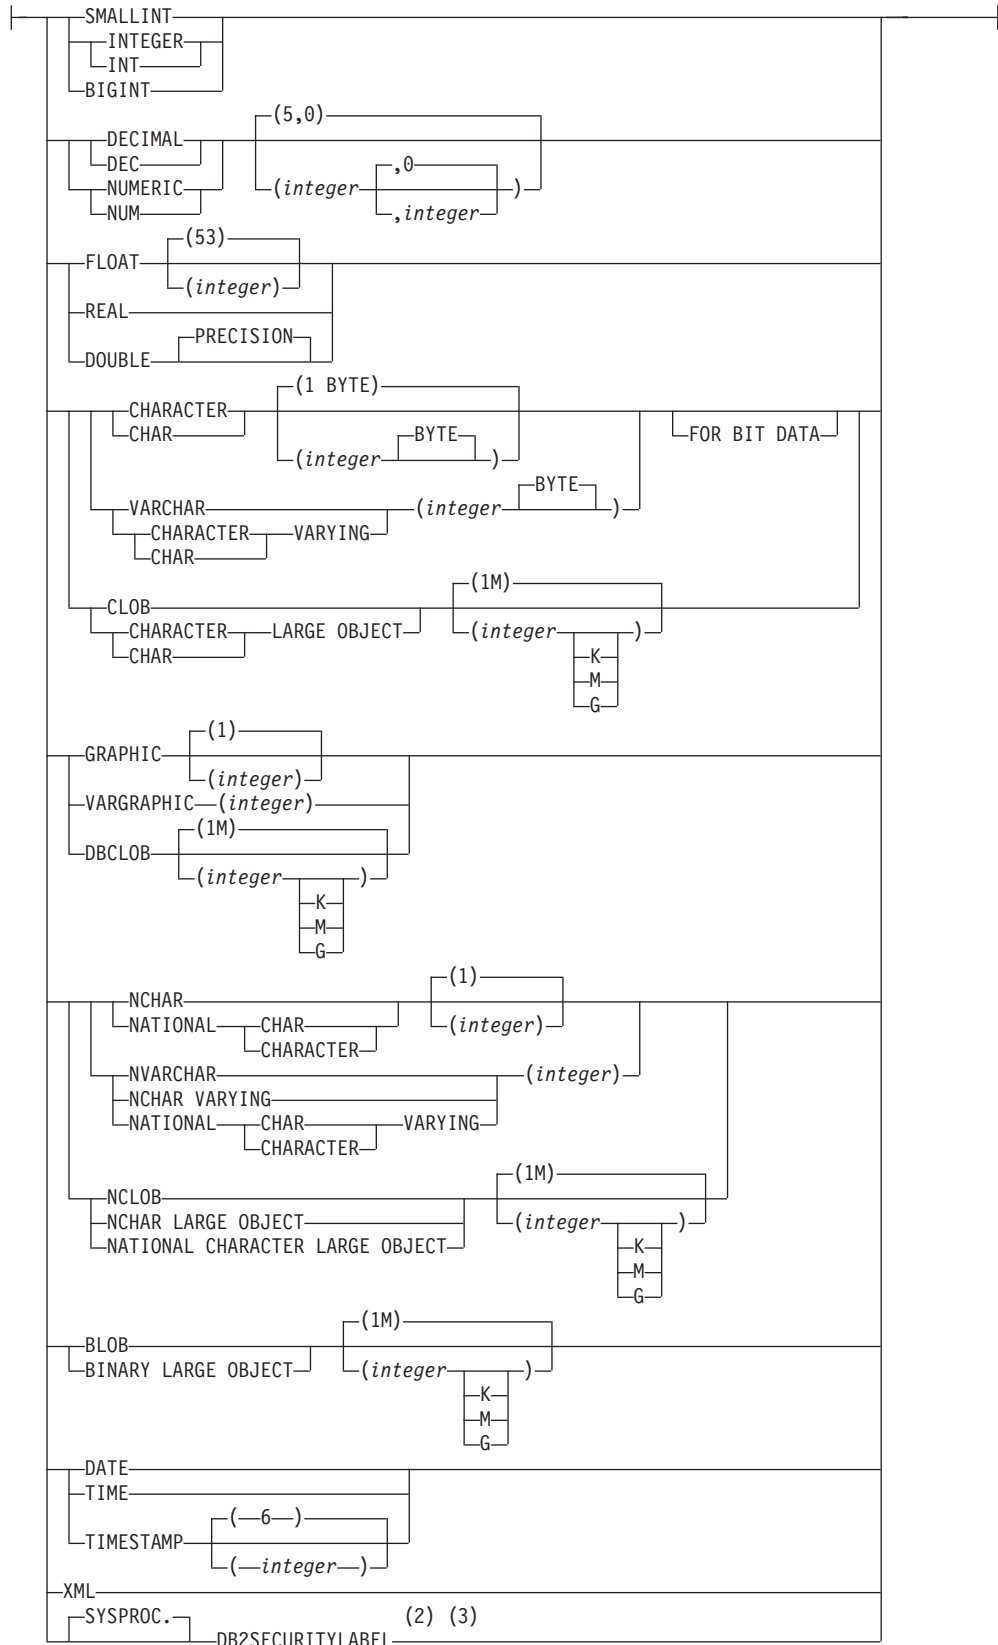 SMALLINT
INTEGER
INT
BIGINT
(5,0)
DECIMAL
DEC
(integer ,0 )
NUMERIC
,integer
NUM
(53)
FLOAT
(integer)
REAL
PRECISION
DOUBLE
(1 BYTE)
CHARACTER
CHAR
FOR BIT DATA
BYTE
(integer )
BYTE
VARCHAR (integer )
CHARACTER VARYING
CHAR
(1M)
CLOB
CHARACTER LARGE OBJECT (integer )
CHAR
K
M
G
(1)
GRAPHIC
(integer)
VARGRAPHIC (integer)
(1M)
DBCLOB
(integer )
K
M
G
(1)
NCHAR
NATIONAL CHAR (integer)
CHARACTER
NVARCHAR (integer)
NCHAR VARYING
NATIONAL CHAR VARYING
CHARACTER
(1M)
NCLOB
NCHAR LARGE OBJECT (integer )
NATIONAL CHARACTER LARGE OBJECT
K
M
G
(1M)
BLOB
BINARY LARGE OBJECT (integer )
K
M
G
DATE
TIME
( 6 )
TIMESTAMP
( integer )
XML
SYSPROC. (2) (3)
DB2SECURITYLABEL